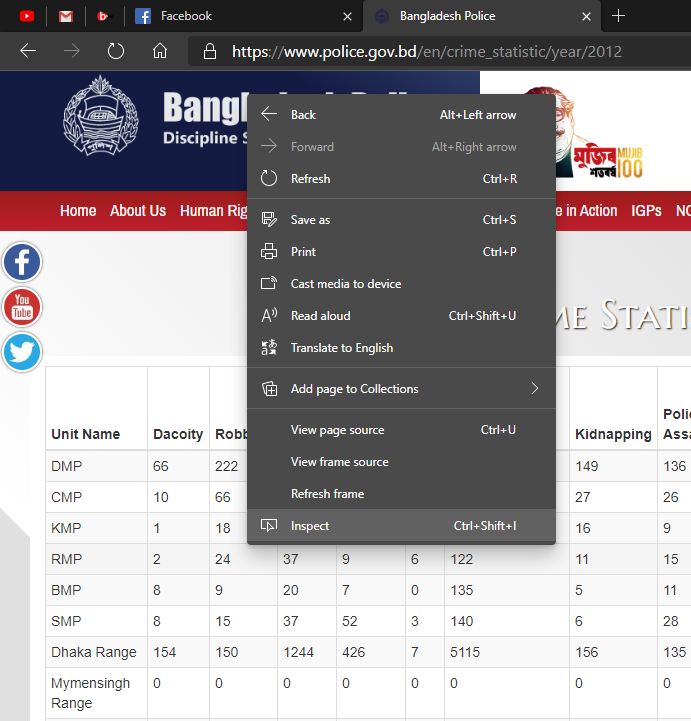 Facebook
Bangladesh Police
https://www.police.gov.bd/en/crime_statistic/year/2012
পুলিশ
Discipline S
মুজিব MUJIB
শতবর্ষ 100
Home About Us Human Rig e in Action IGPs NC
Back Alt+Left arrow
Forward Alt+Right arrow
Refresh Ctrl+R
Save as Ctrl+S
Print Ctrl+P
Cast media to device
Read aloud Ctrl+Shift+U
Translate to English
Add page to Collections
View page source Ctrl+U
View frame source
Refresh frame
Inspect Ctrl+Shift+I
You
Tube
ME STATI
Unit Name Dacoity Robb Kidnapping Polic
Assa
DMP 66 222 149 136
CMP 10 66 27 26
KMP 1 18 16 9
RMP 2 24 37 9 6 122 11 15
BMP 8 9 20 7 0 135 5 11
SMP 8 15 37 52 3 140 6 28
Dhaka Range 154 150 1244 426 7 5115 156 135
Mymensingh 0 0 0 0 0 0 0 0
Range